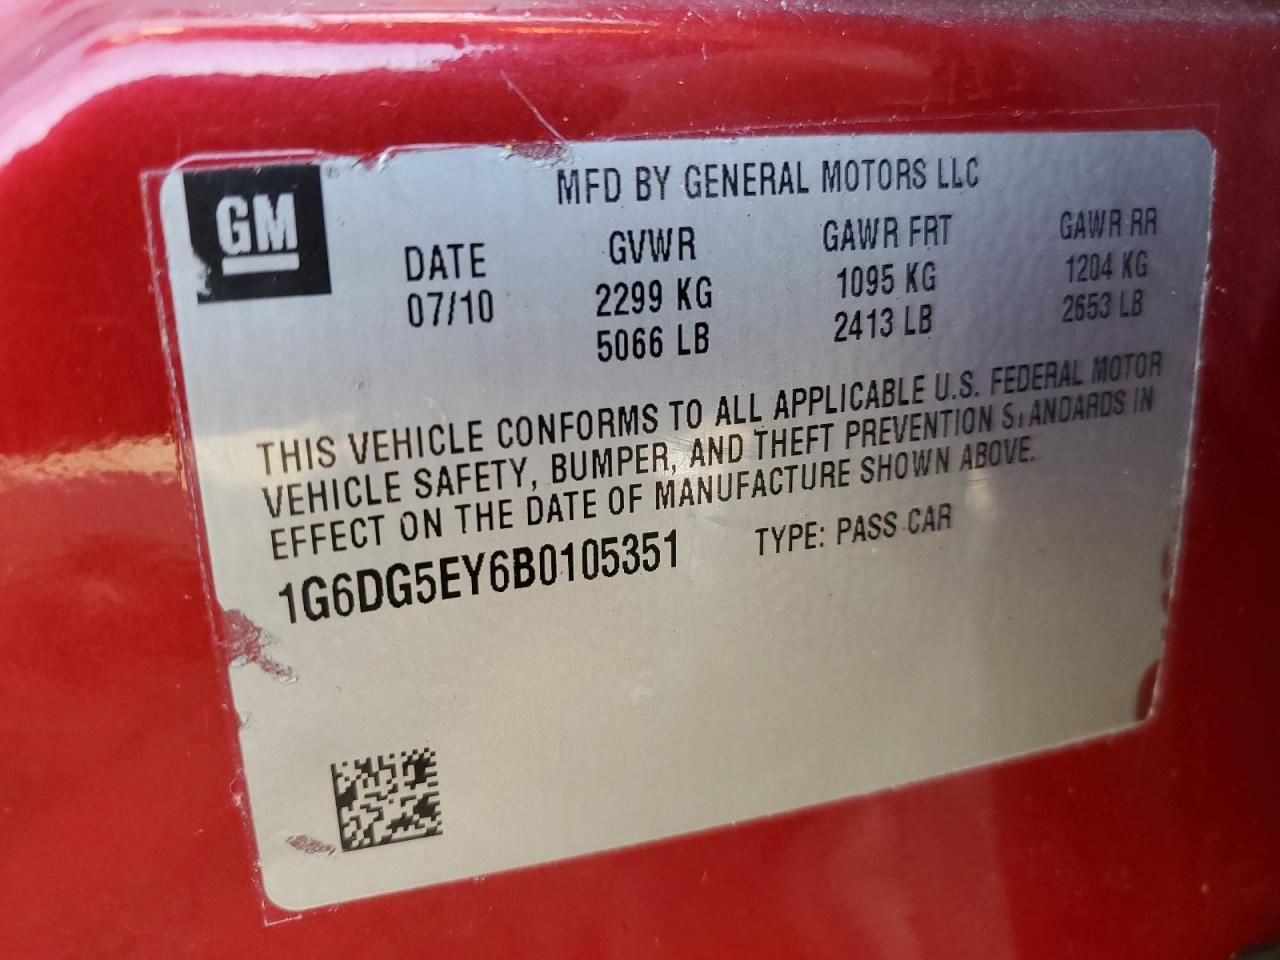 GM
MFD BY GENERAL MOTORS LLC
DATE GVWR GAWR FRT GAWR RR
07/10 2299 KG 1095 KG 1204 KG
5066 LB 2413 LB 2653 LB
THIS VEHICLE CONFORMS TO ALL APPLICABLE U.S. FEDERAL MOTOR
VEHICLE SAFETY, BUMPER, AND THEFT PREVENTION STANDARDS IN
EFFECT ON THE DATE OF MANUFACTURE SHOWN ABOVE.
1G6DG5EY6B0105351 TYPE: PASS CAR